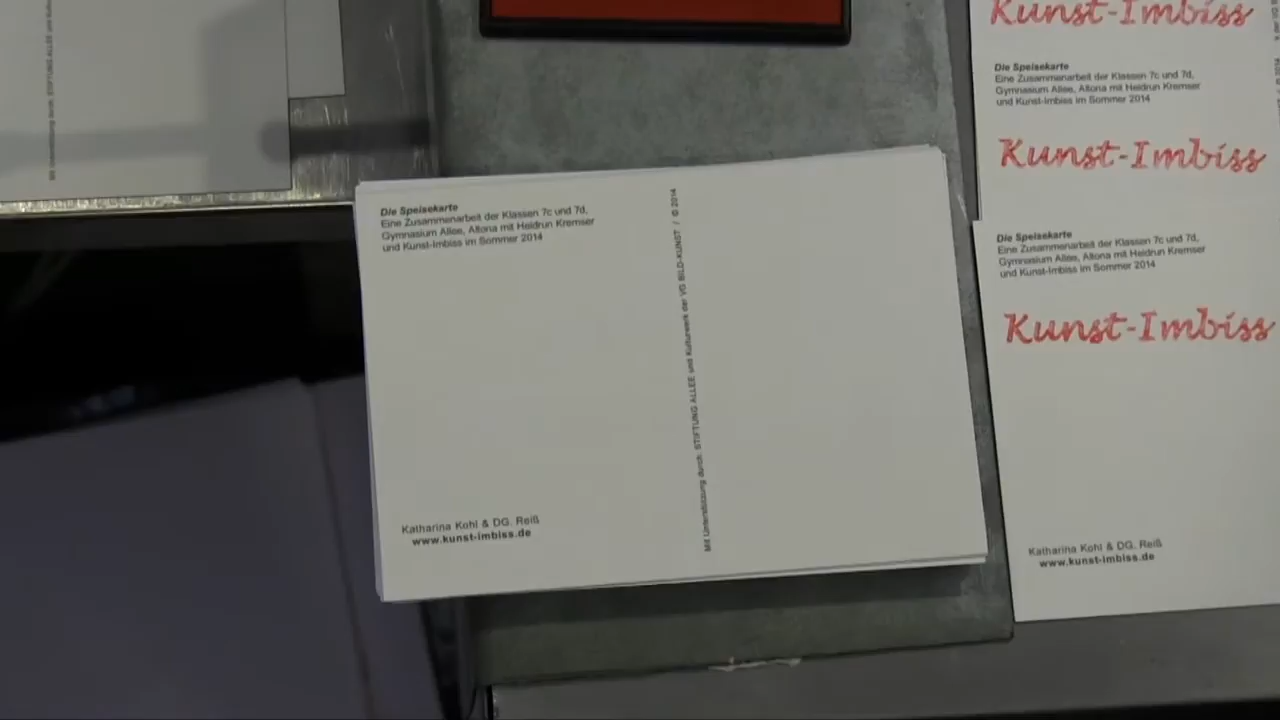 Die Speisekarte
Eine Zusammenarbeit der Klassen 7c und 7d,
Gymnasium Allee, Altona mit Heidrun Kremser
und Kunst-Imbiss im Sommer 2014
Katharina Kohl & DG. Reiß
www.kunst-imbiss.de
Mit Unterstützung durch: STIFTUNG ALLEE und Kulturwerk der VG BILD-KUNST / © 2014
Kunst-Imbiss
Die Speisekarte
Eine Zusammenarbeit der Klassen 7c und 7d,
Gymnasium Allee, Altona mit Heidrun Kremser
und Kunst-Imbiss im Sommer 2014
Kunst-Imbiss
Die Speisekarte
Eine Zusammenarbeit der Klassen 7c und 7d,
Gymnasium Allee, Altona mit Heidrun Kremser
und Kunst-Imbiss im Sommer 2014
Kunst-Imbiss
Katharina Kohl & DG. Reiß
www.kunst-imbiss.de